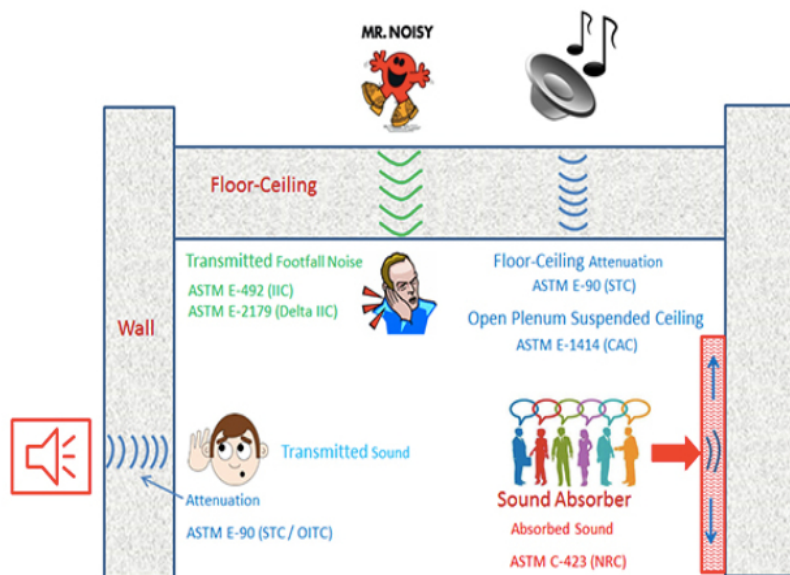 MR. NOISY
Floor-Ceiling
Transmitted Footfall Noise
ASTM E-492 (IIC)
ASTM E-2179 (Delta IIC)
Floor-Ceiling Attenuation
ASTM E-90 (STC)
Open Plenum Suspended Ceiling
ASTM E-1414 (CAC)
Wall
Transmitted Sound
Attenuation
ASTM E-90 (STC / OITC)
Sound Absorber
Absorbed Sound
ASTM C-423 (NRC)